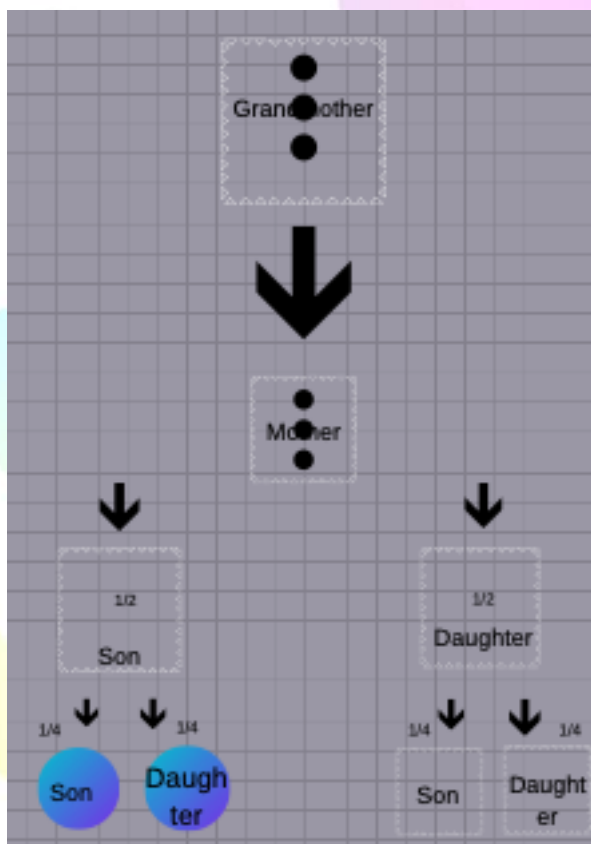 Grandmother
Mother
1/2
Son
1/2
Daughter
1/4
1/4
1/4
1/4
Son
Daugh
ter
Son
Daught
er